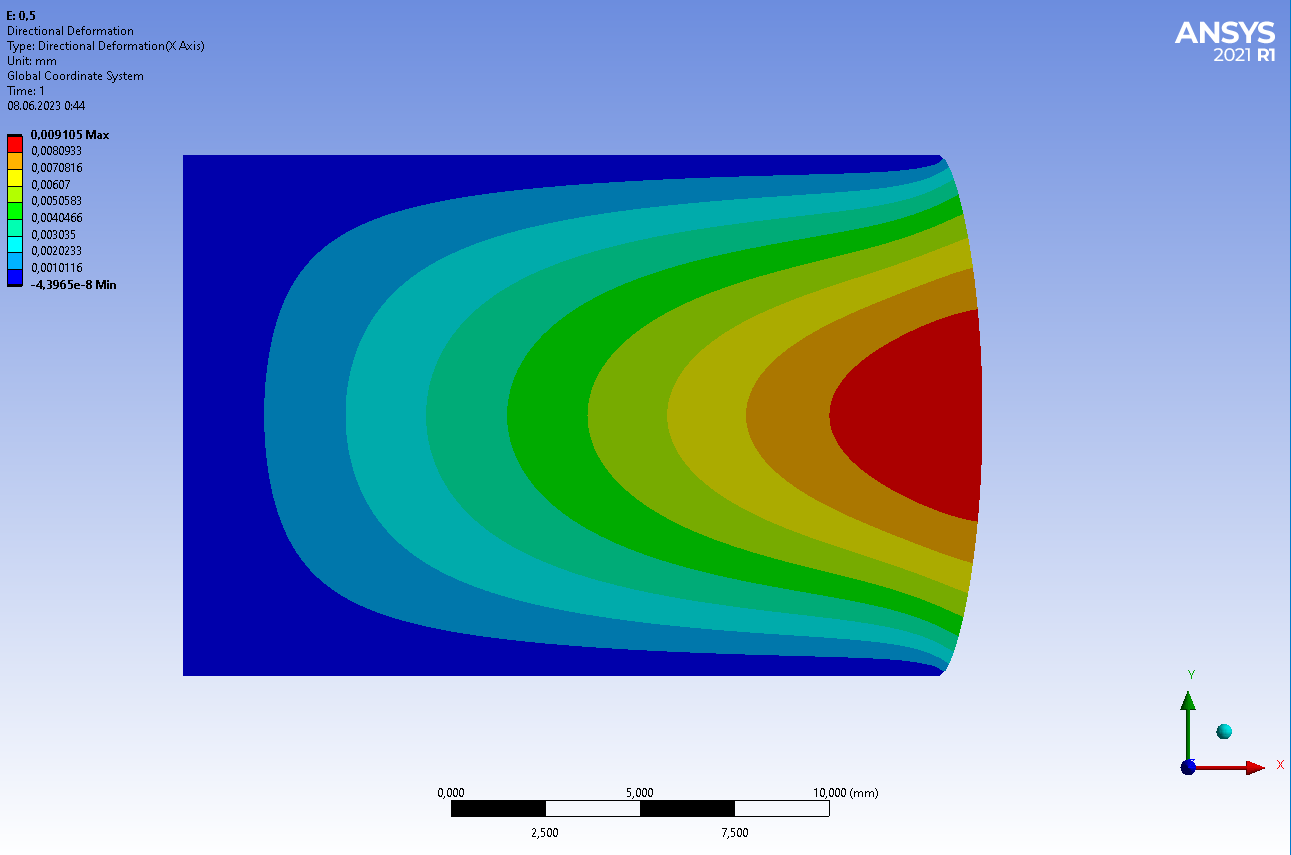 E: 0,5
Directional Deformation
Type: Directional Deformation(X Axis)
Unit: mm
Global Coordinate System
Time: 1
08.06.2023 0:44
0,009105 Max
0,0080933
0,0070816
0,00607
0,0050583
0,0040466
0,003035
0,0020233
0,0010116
-4,3965e-8 Min
ANSYS
2021 R1
0,000 5,000 10,000 (mm)
2,500 7,500
Y
X